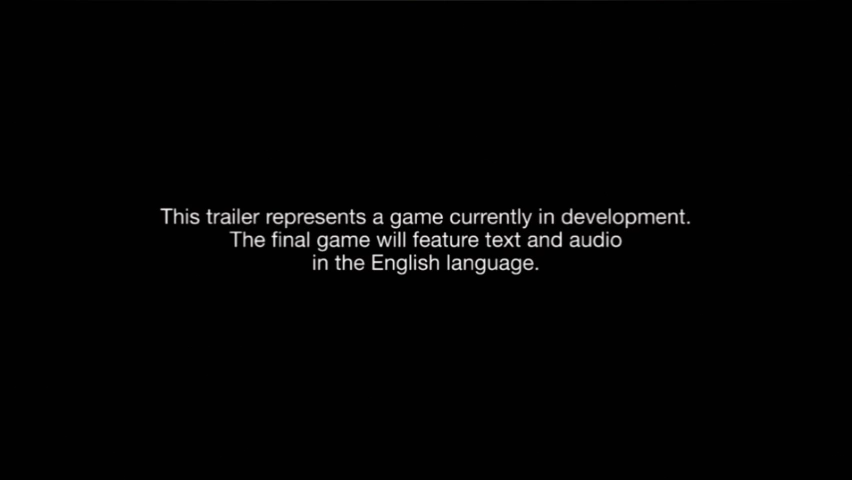 This trailer represents a game currently in development.
The final game will feature text and audio
in the English language.